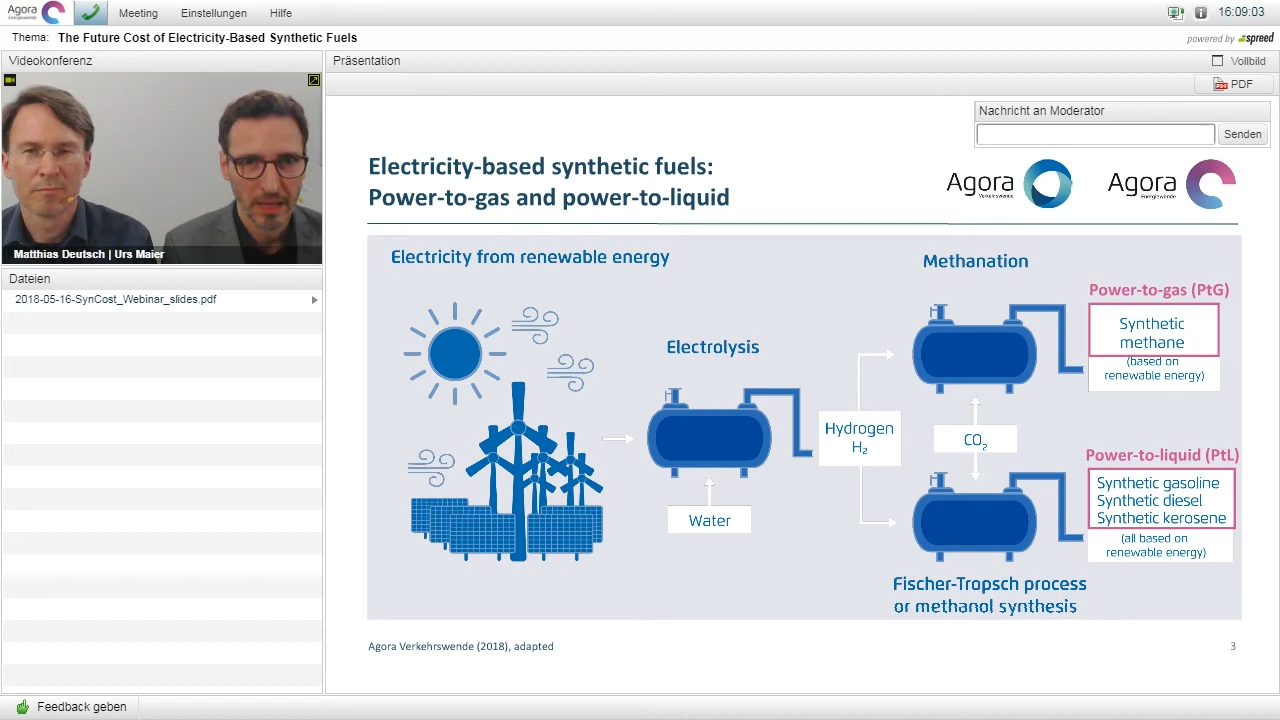 Agora
Energiewende
Meeting
Einstellungen
Hilfe
16:09:03
Thema: The Future Cost of Electricity-Based Synthetic Fuels
powered by spreed
Videokonferenz
Matthias Deutsch | Urs Maier
Dateien
2018-05-16-SynCost_Webinar_slides.pdf
Präsentation
Vollbild
PDF
Nachricht an Moderator
Senden
Electricity-based synthetic fuels:
Power-to-gas and power-to-liquid
Agora
Verkehrswende
Agora
Energiewende
Electricity from renewable energy
Electrolysis
Water
Hydrogen
H₂
Methanation
CO₂
Power-to-gas (PtG)
Synthetic
methane
(based on
renewable energy)
Power-to-liquid (PtL)
Synthetic gasoline
Synthetic diesel
Synthetic kerosene
(all based on
renewable energy)
Fischer-Tropsch process
or methanol synthesis
Agora Verkehrswende (2018), adapted
3
Feedback geben